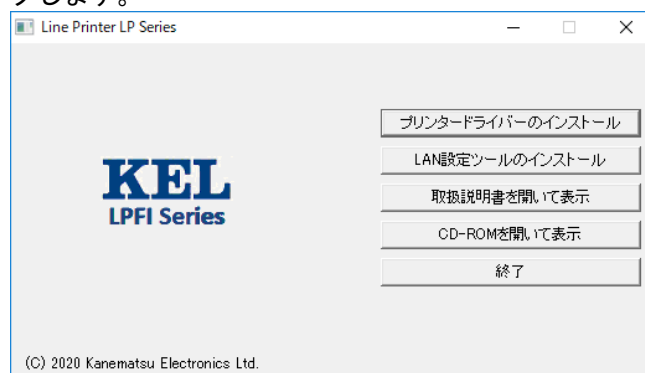 クします。
Line Printer LP Series
プリンタードライバーのインストール
LAN設定ツールのインストール
KEL
LPFI Series
取扱説明書を開いて表示
CD-ROMを開いて表示
終了
(C) 2020 Kanematsu Electronics Ltd.